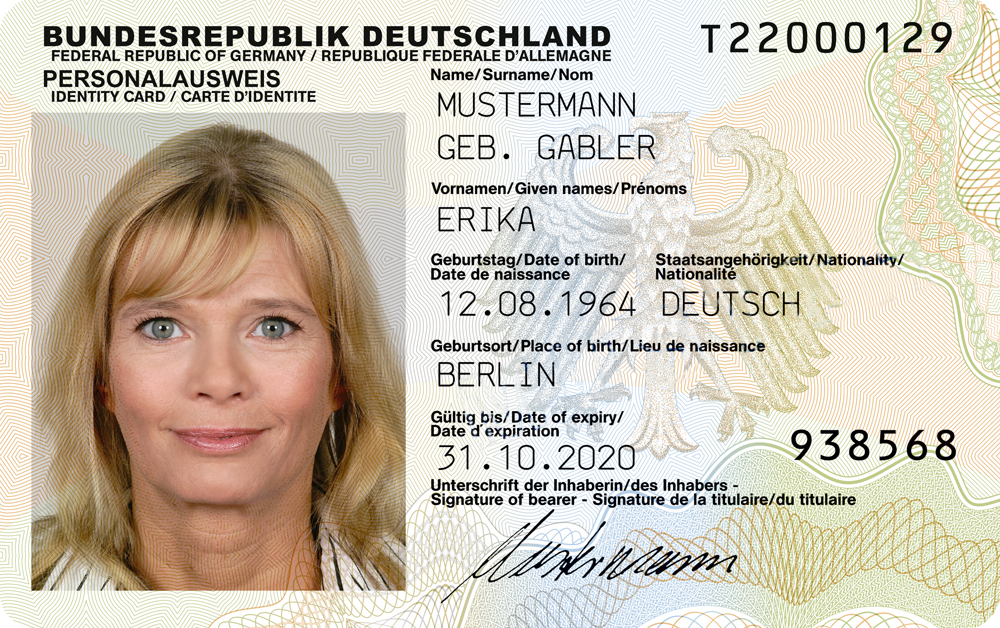 BUNDESREPUBLIK DEUTSCHLAND
FEDERAL REPUBLIC OF GERMANY / REPUBLIQUE FEDERALE D'ALLEMAGNE
T22000129
PERSONALAUSWEIS
IDENTITY CARD / CARTE D'IDENTITE
Name/Surname/Nom
MUSTERMANN
GEB. GABLER
Vornamen/Given names/Prénoms
ERIKA
Geburtstag/Date of birth/
Date de naissance
Staatsangehörigkeit/Nationality/
Nationalité
12.08.1964 DEUTSCH
Geburtsort/Place of birth/Lieu de naissance
BERLIN
Gültig bis/Date of expiry/
Date d'expiration
31.10.2020
938568
Unterschrift der Inhaberin/des Inhabers -
Signature of bearer - Signature de la titulaire/du titulaire
Mustermann